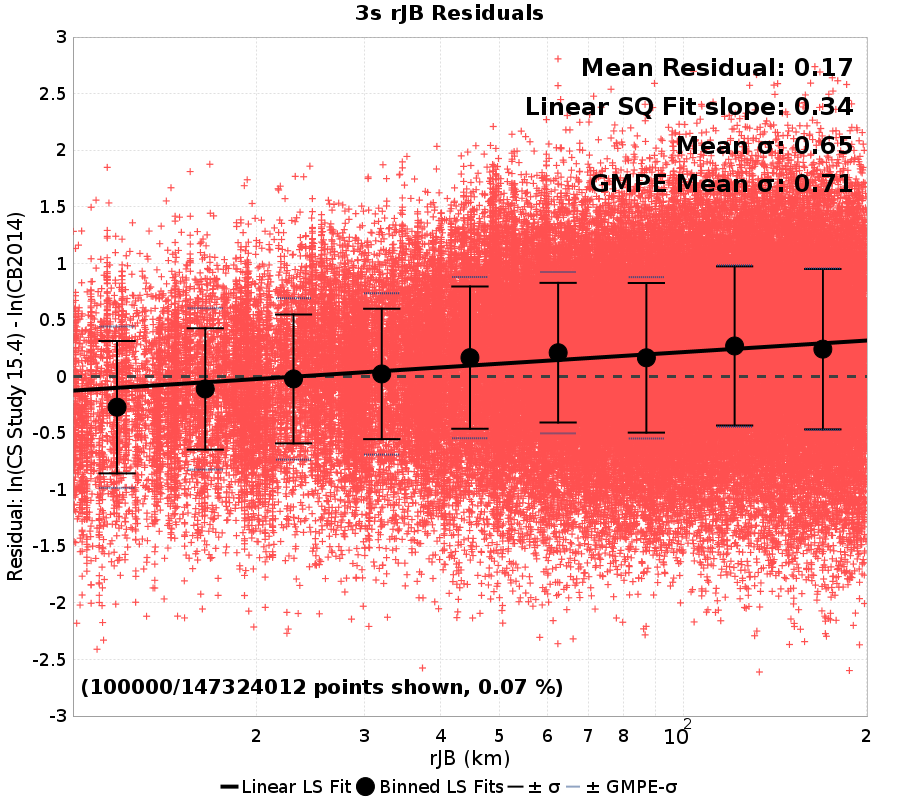 3s rJB Residuals
3
2.5
2
1.5
1
0.5
0
-0.5
-1
-1.5
-2
-2.5
-3
Residual: ln(CS Study 15.4) - ln(CB2014)
Mean Residual: 0.17
Linear SQ Fit slope: 0.34
Mean σ: 0.65
GMPE Mean σ: 0.71
(100000/147324012 points shown, 0.07 %)
2 3 4 5 6 7 8 10² 2
rJB (km)
Linear LS Fit Binned LS Fits ± σ ± GMPE-σ